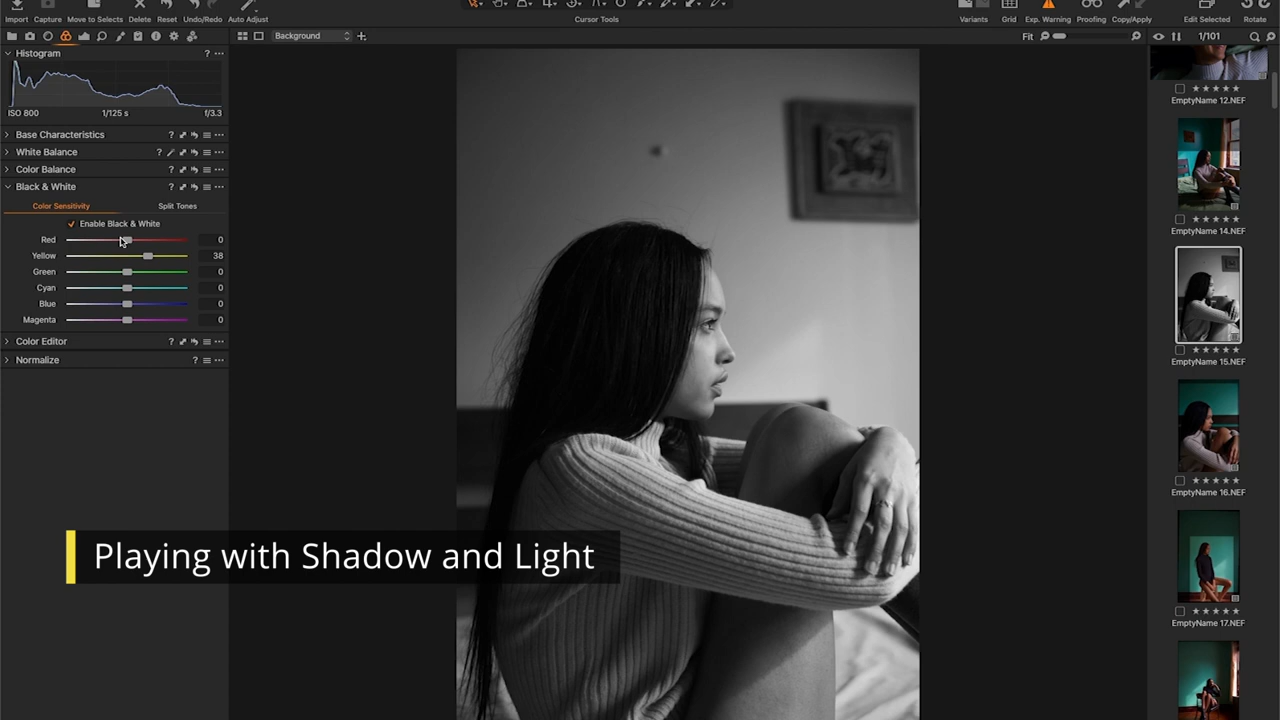 Import Capture Move to Selects Delete Reset Undo/Redo Auto Adjust Cursor Tools Variants Grid Exp. Warning Proofing Copy/Apply Edit Selected Rotate
Background Fit 1/101
Histogram ?
ISO 800 1/125 s f/3.3
Base Characteristics ?
White Balance ?
Color Balance ?
Black & White ?
Color Sensitivity Split Tones
Enable Black & White
Red 0
Yellow 38
Green 0
Cyan 0
Blue 0
Magenta 0
Color Editor ?
Normalize ?
Playing with Shadow and Light
EmptyName 12.NEF
EmptyName 14.NEF
EmptyName 15.NEF
EmptyName 16.NEF
EmptyName 17.NEF